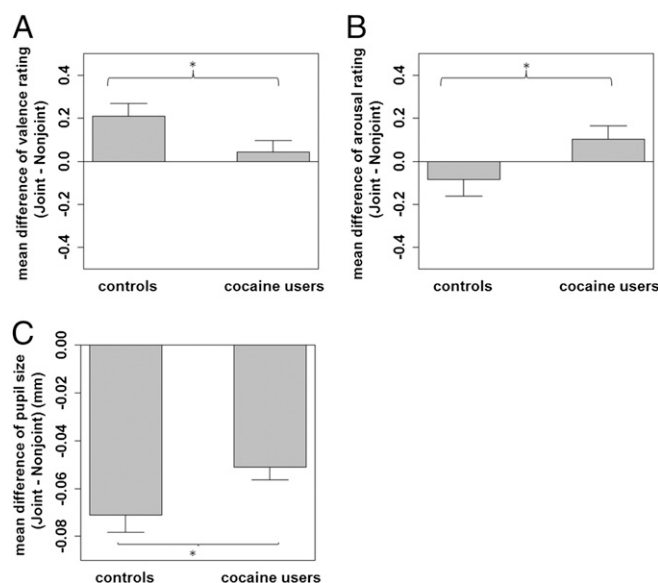 A
mean difference of valence rating
(Joint - Nonjoint)
0.4
0.2
0.0
-0.2
-0.4
*
controls
cocaine users
B
mean difference of arousal rating
(Joint - Nonjoint)
0.4
0.2
0.0
-0.2
-0.4
*
controls
cocaine users
C
mean difference of pupil size
(Joint - Nonjoint) (mm)
0.00
-0.02
-0.04
-0.06
-0.08
*
controls
cocaine users